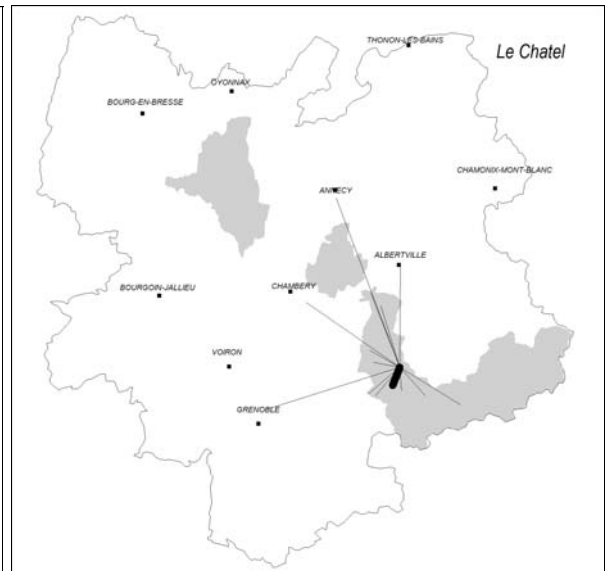 THONON-LES-BAINS
Le Chatel
OYONNAX
BOURG-EN-BRESSE
CHAMONIX-MONT-BLANC
ANNECY
ALBERTVILLE
CHAMBERY
BOURGOIN-JALLIEU
VOIRON
GRENOBLE